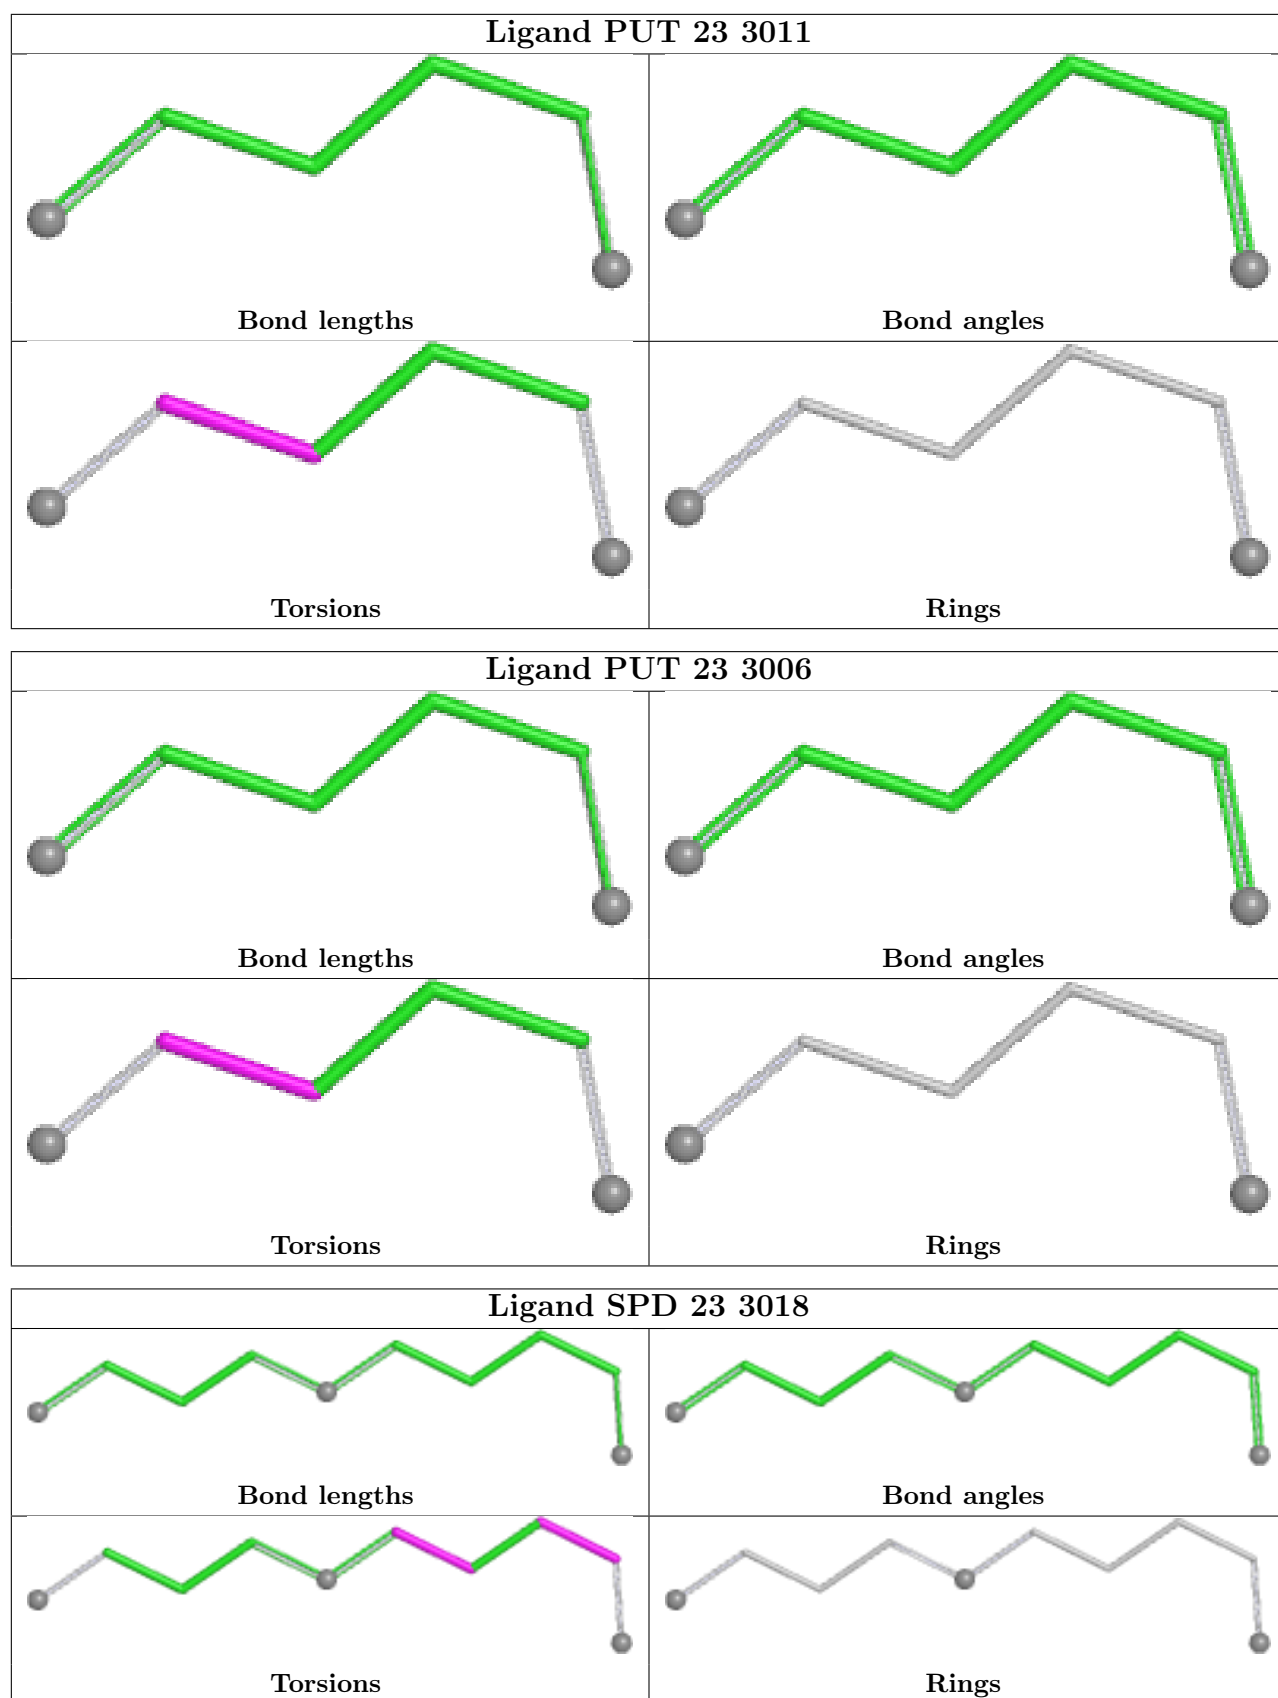 Ligand PUT 23 3011
Bond lengths
Bond angles
Torsions
Rings
Ligand PUT 23 3006
Bond lengths
Bond angles
Torsions
Rings
Ligand SPD 23 3018
Bond lengths
Bond angles
Torsions
Rings